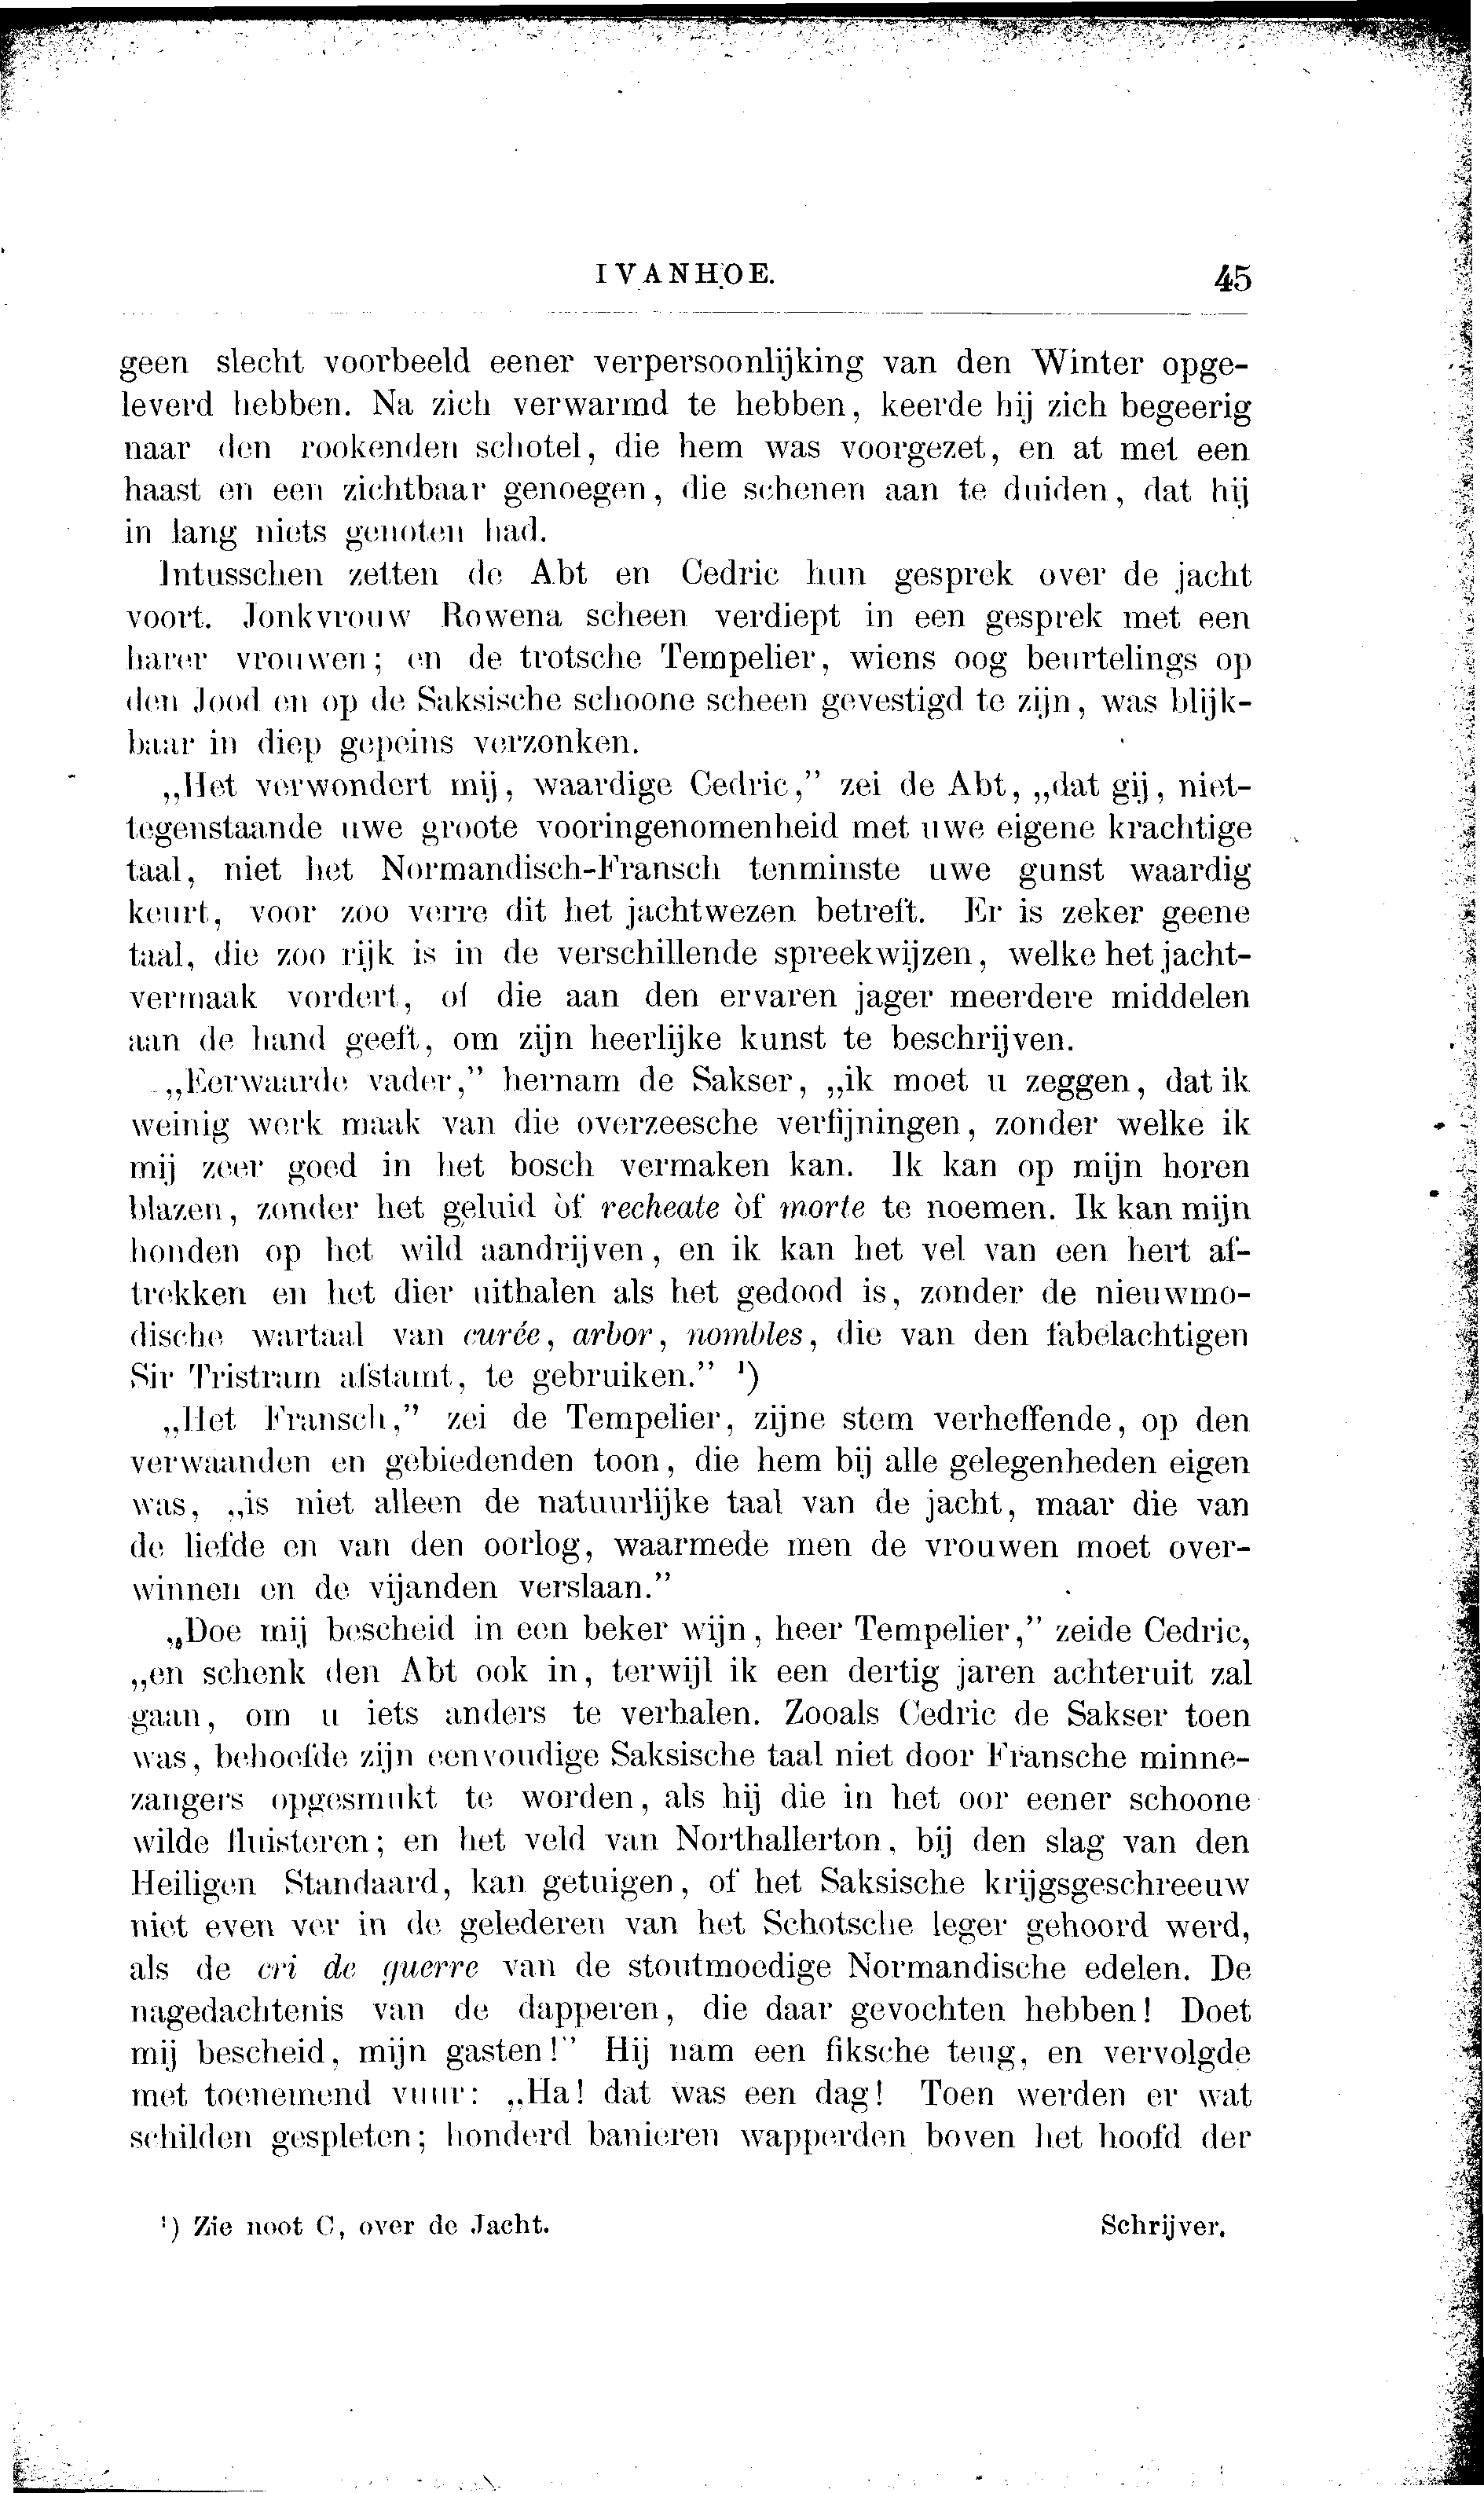 IVANHOE. 45
geen slecht voorbeeld eener verpersoonlijking van den Winter opge-
leverd hebben. Na zich verwarmd te hebben, keerde hij zich begeerig
naar den rookenden schotel, die hem was voorgezet, en at met een
haast en een zichtbaar genoegen, die schenen aan te duiden, dat hij
in lang niets genoten had.
Intusschen zetten de Abt en Cedric hun gesprek over de jacht
voort. Jonkvrouw Rowena scheen verdiept in een gesprek met een
harer vrouwen; en de trotsche Tempelier, wiens oog beurtelings op
den Jood en op de Saksische schoone scheen gevestigd te zijn, was blijk-
baar in diep gepeins verzonken.
„Het verwondert mij, waardige Cedric,” zei de Abt, „dat gij, niet-
tegenstaande uwe groote vooringenomenheid met uwe eigene krachtige
taal, niet het Normandisch-Fransch tenminste uwe gunst waardig
keurt, voor zoo verre dit het jachtwezen betreft. Er is zeker geene
taal, die zoo rijk is in de verschillende spreekwijzen, welke het jacht-
vermaak vordert, of die aan den ervaren jager meerdere middelen
aan de hand geeft, om zijn heerlijke kunst te beschrijven.
„Eerwaarde vader,” hernam de Sakser, „ik moet u zeggen, dat ik
weinig werk maak van die overzeesche verfijningen, zonder welke ik
mij zeer goed in het bosch vermaken kan. Ik kan op mijn horen
blazen, zonder het geluid òf recheate òf morte te noemen. Ik kan mijn
honden op het wild aandrijven, en ik kan het vel van een hert af-
trekken en het dier uithalen als het gedood is, zonder de nieuwmo-
dische wartaal van curée, arbor, nombles, die van den fabelachtigen
Sir Tristram afstamt, te gebruiken.” ¹)
„Het Fransch,” zei de Tempelier, zijne stem verheffende, op den
verwaanden en gebiedenden toon, die hem bij alle gelegenheden eigen
was, „is niet alleen de natuurlijke taal van de jacht, maar die van
de liefde en van den oorlog, waarmede men de vrouwen moet over-
winnen en de vijanden verslaan.”
„Doe mij bescheid in een beker wijn, heer Tempelier,” zeide Cedric,
„en schenk den Abt ook in, terwijl ik een dertig jaren achteruit zal
gaan, om u iets anders te verhalen. Zooals Cedric de Sakser toen
was, behoefde zijn eenvoudige Saksische taal niet door Fransche minne-
zangers opgesmukt te worden, als hij die in het oor eener schoone
wilde fluisteren; en het veld van Northallerton, bij den slag van den
Heiligen Standaard, kan getuigen, of het Saksische krijgsgeschreeuw
niet even ver in de gelederen van het Schotsche leger gehoord werd,
als de cri de guerre van de stoutmoedige Normandische edelen. De
nagedachtenis van de dapperen, die daar gevochten hebben! Doet
mij bescheid, mijn gasten!” Hij nam een fiksche teug, en vervolgde
met toenemend vuur: „Ha! dat was een dag! Toen werden er wat
schilden gespleten; honderd banieren wapperden boven het hoofd der
¹) Zie noot C, over de Jacht. Schrijver.